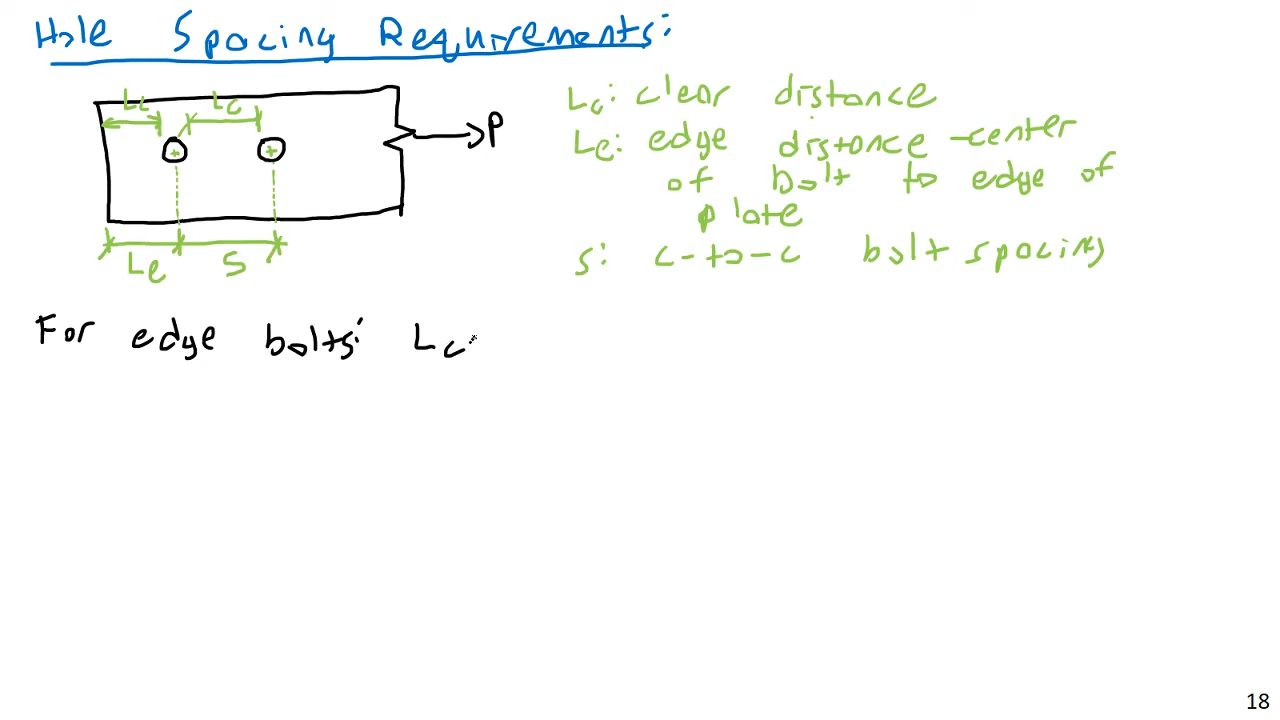 Hole Spacing Requirements:
Lc Lc
P
Le S
Lc: clear distance
Le: edge distance - center
of bolt to edge of
plate
s: c-to-c bolt spacing
For edge bolts: Lc
18